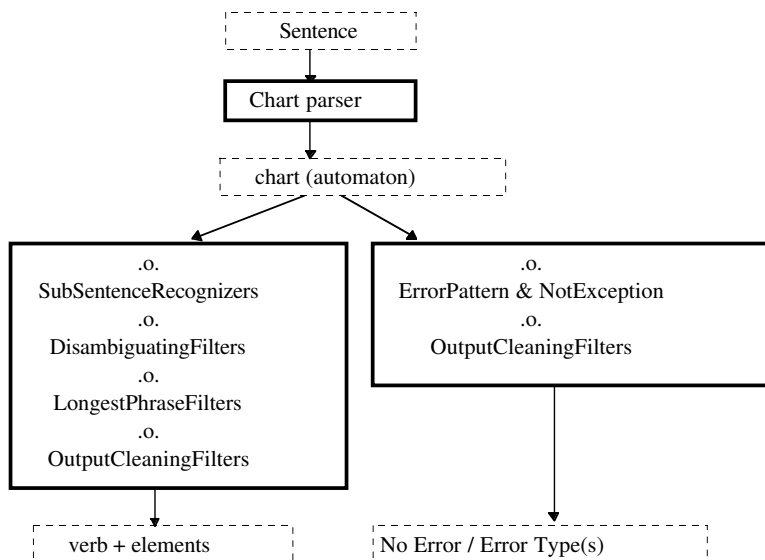 Sentence
Chart parser
chart (automaton)
.o.
SubSentenceRecognizers
.o.
DisambiguatingFilters
.o.
LongestPhraseFilters
.o.
OutputCleaningFilters
.o.
ErrorPattern & NotException
.o.
OutputCleaningFilters
verb + elements
No Error / Error Type(s)